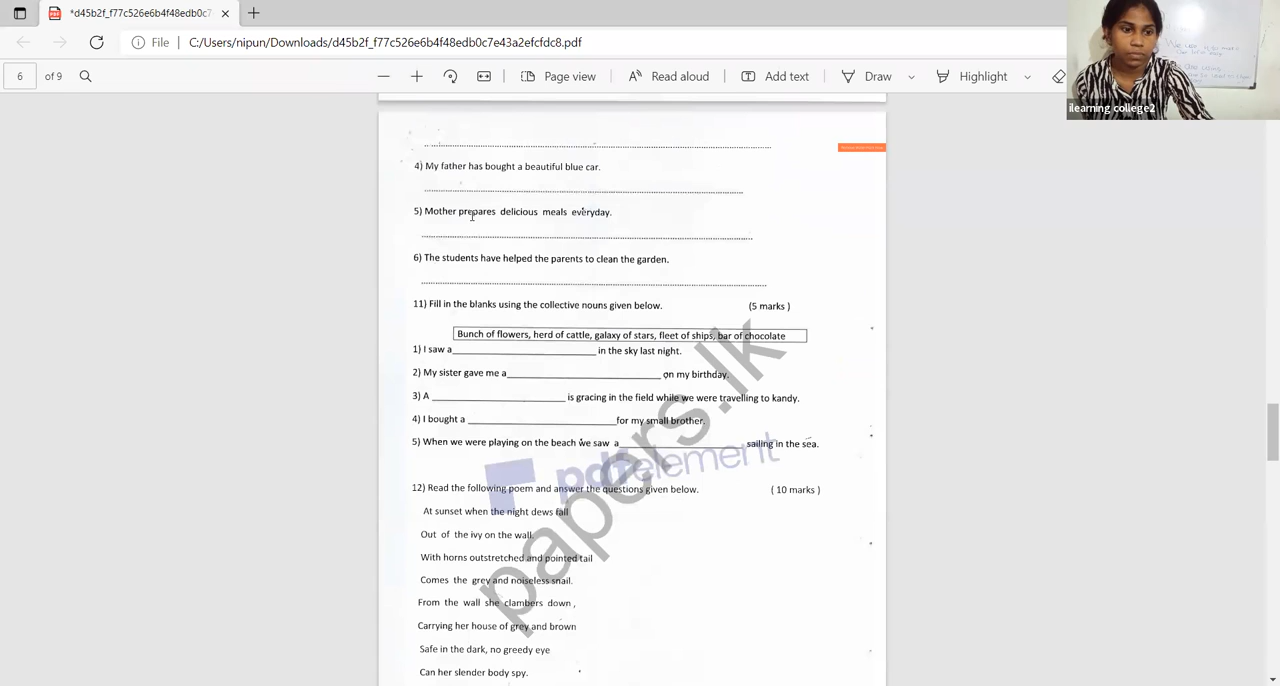 *d45b2f_f77c526e6b4f48edb0c7
File C:/Users/nipun/Downloads/d45b2f_f77c526e6b4f48edb0c7e43a2efcfdc8.pdf
6 of 9 Page view Read aloud Add text Draw Highlight
ilearning college2
4) My father has bought a beautiful blue car.
5) Mother prepares delicious meals everyday.
6) The students have helped the parents to clean the garden.
11) Fill in the blanks using the collective nouns given below. (5 marks )
Bunch of flowers, herd of cattle, galaxy of stars, fleet of ships, bar of chocolate
1) I saw a in the sky last night.
2) My sister gave me a on my birthday.
3) A is gracing in the field while we were travelling to kandy.
4) I bought a for my small brother.
5) When we were playing on the beach we saw a sailing in the sea.
pdfelement
papers.lk
12) Read the following poem and answer the questions given below. ( 10 marks )
At sunset when the night dews fall
Out of the ivy on the wall.
With horns outstretched and pointed tail
Comes the grey and noiseless snail.
From the wall she clambers down ,
Carrying her house of grey and brown
Safe in the dark, no greedy eye
Can her slender body spy.